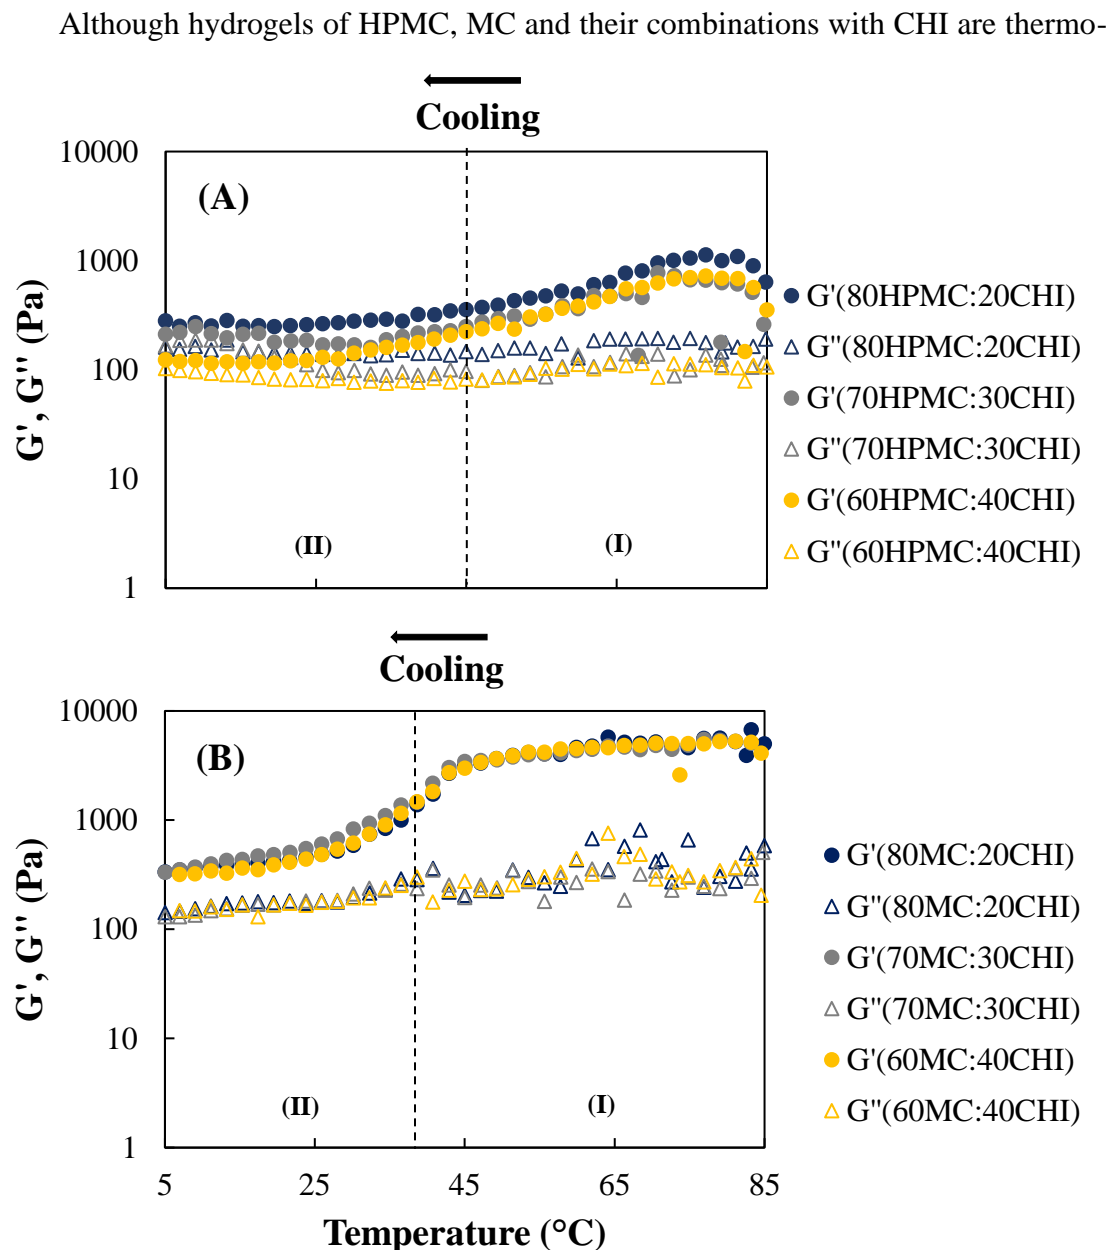 Although hydrogels of HPMC, MC and their combinations with CHI are thermo-
Cooling
10000
1000
100
10
1
G', G'' (Pa)
(A)
(II)
(I)
G'(80HPMC:20CHI)
G''(80HPMC:20CHI)
G'(70HPMC:30CHI)
G''(70HPMC:30CHI)
G'(60HPMC:40CHI)
G''(60HPMC:40CHI)
Cooling
10000
1000
100
10
1
G', G'' (Pa)
(B)
(II)
(I)
G'(80MC:20CHI)
G''(80MC:20CHI)
G'(70MC:30CHI)
G''(70MC:30CHI)
G'(60MC:40CHI)
G''(60MC:40CHI)
5 25 45 65 85
Temperature (°C)